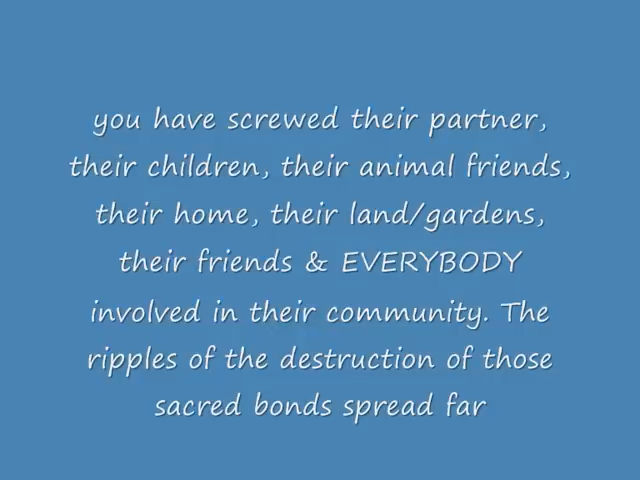 you have screwed their partner,
their children, their animal friends,
their home, their land/gardens,
their friends & EVERYBODY
involved in their community. The
ripples of the destruction of those
sacred bonds spread far